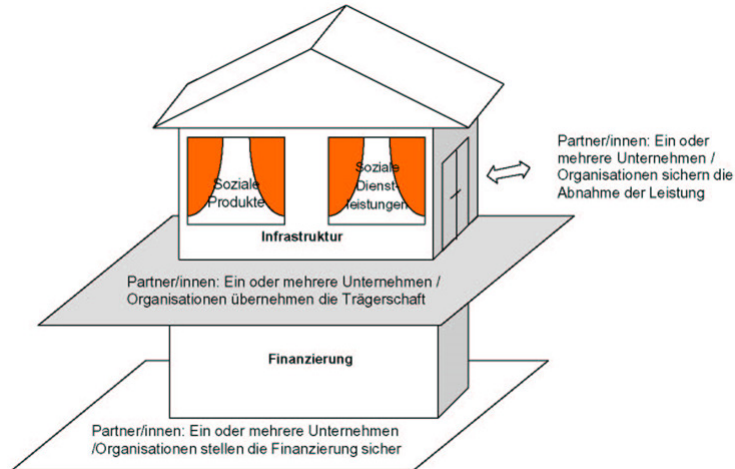 Partner/innen: Ein oder
mehrere Unternehmen /
Organisationen sichern die
Abnahme der Leistung
Soziale
Produkte
Soziale
Dienst-
leistungen
Infrastruktur
Partner/innen: Ein oder mehrere Unternehmen /
Organisationen übernehmen die Trägerschaft
Finanzierung
Partner/innen: Ein oder mehrere Unternehmen
/Organisationen stellen die Finanzierung sicher